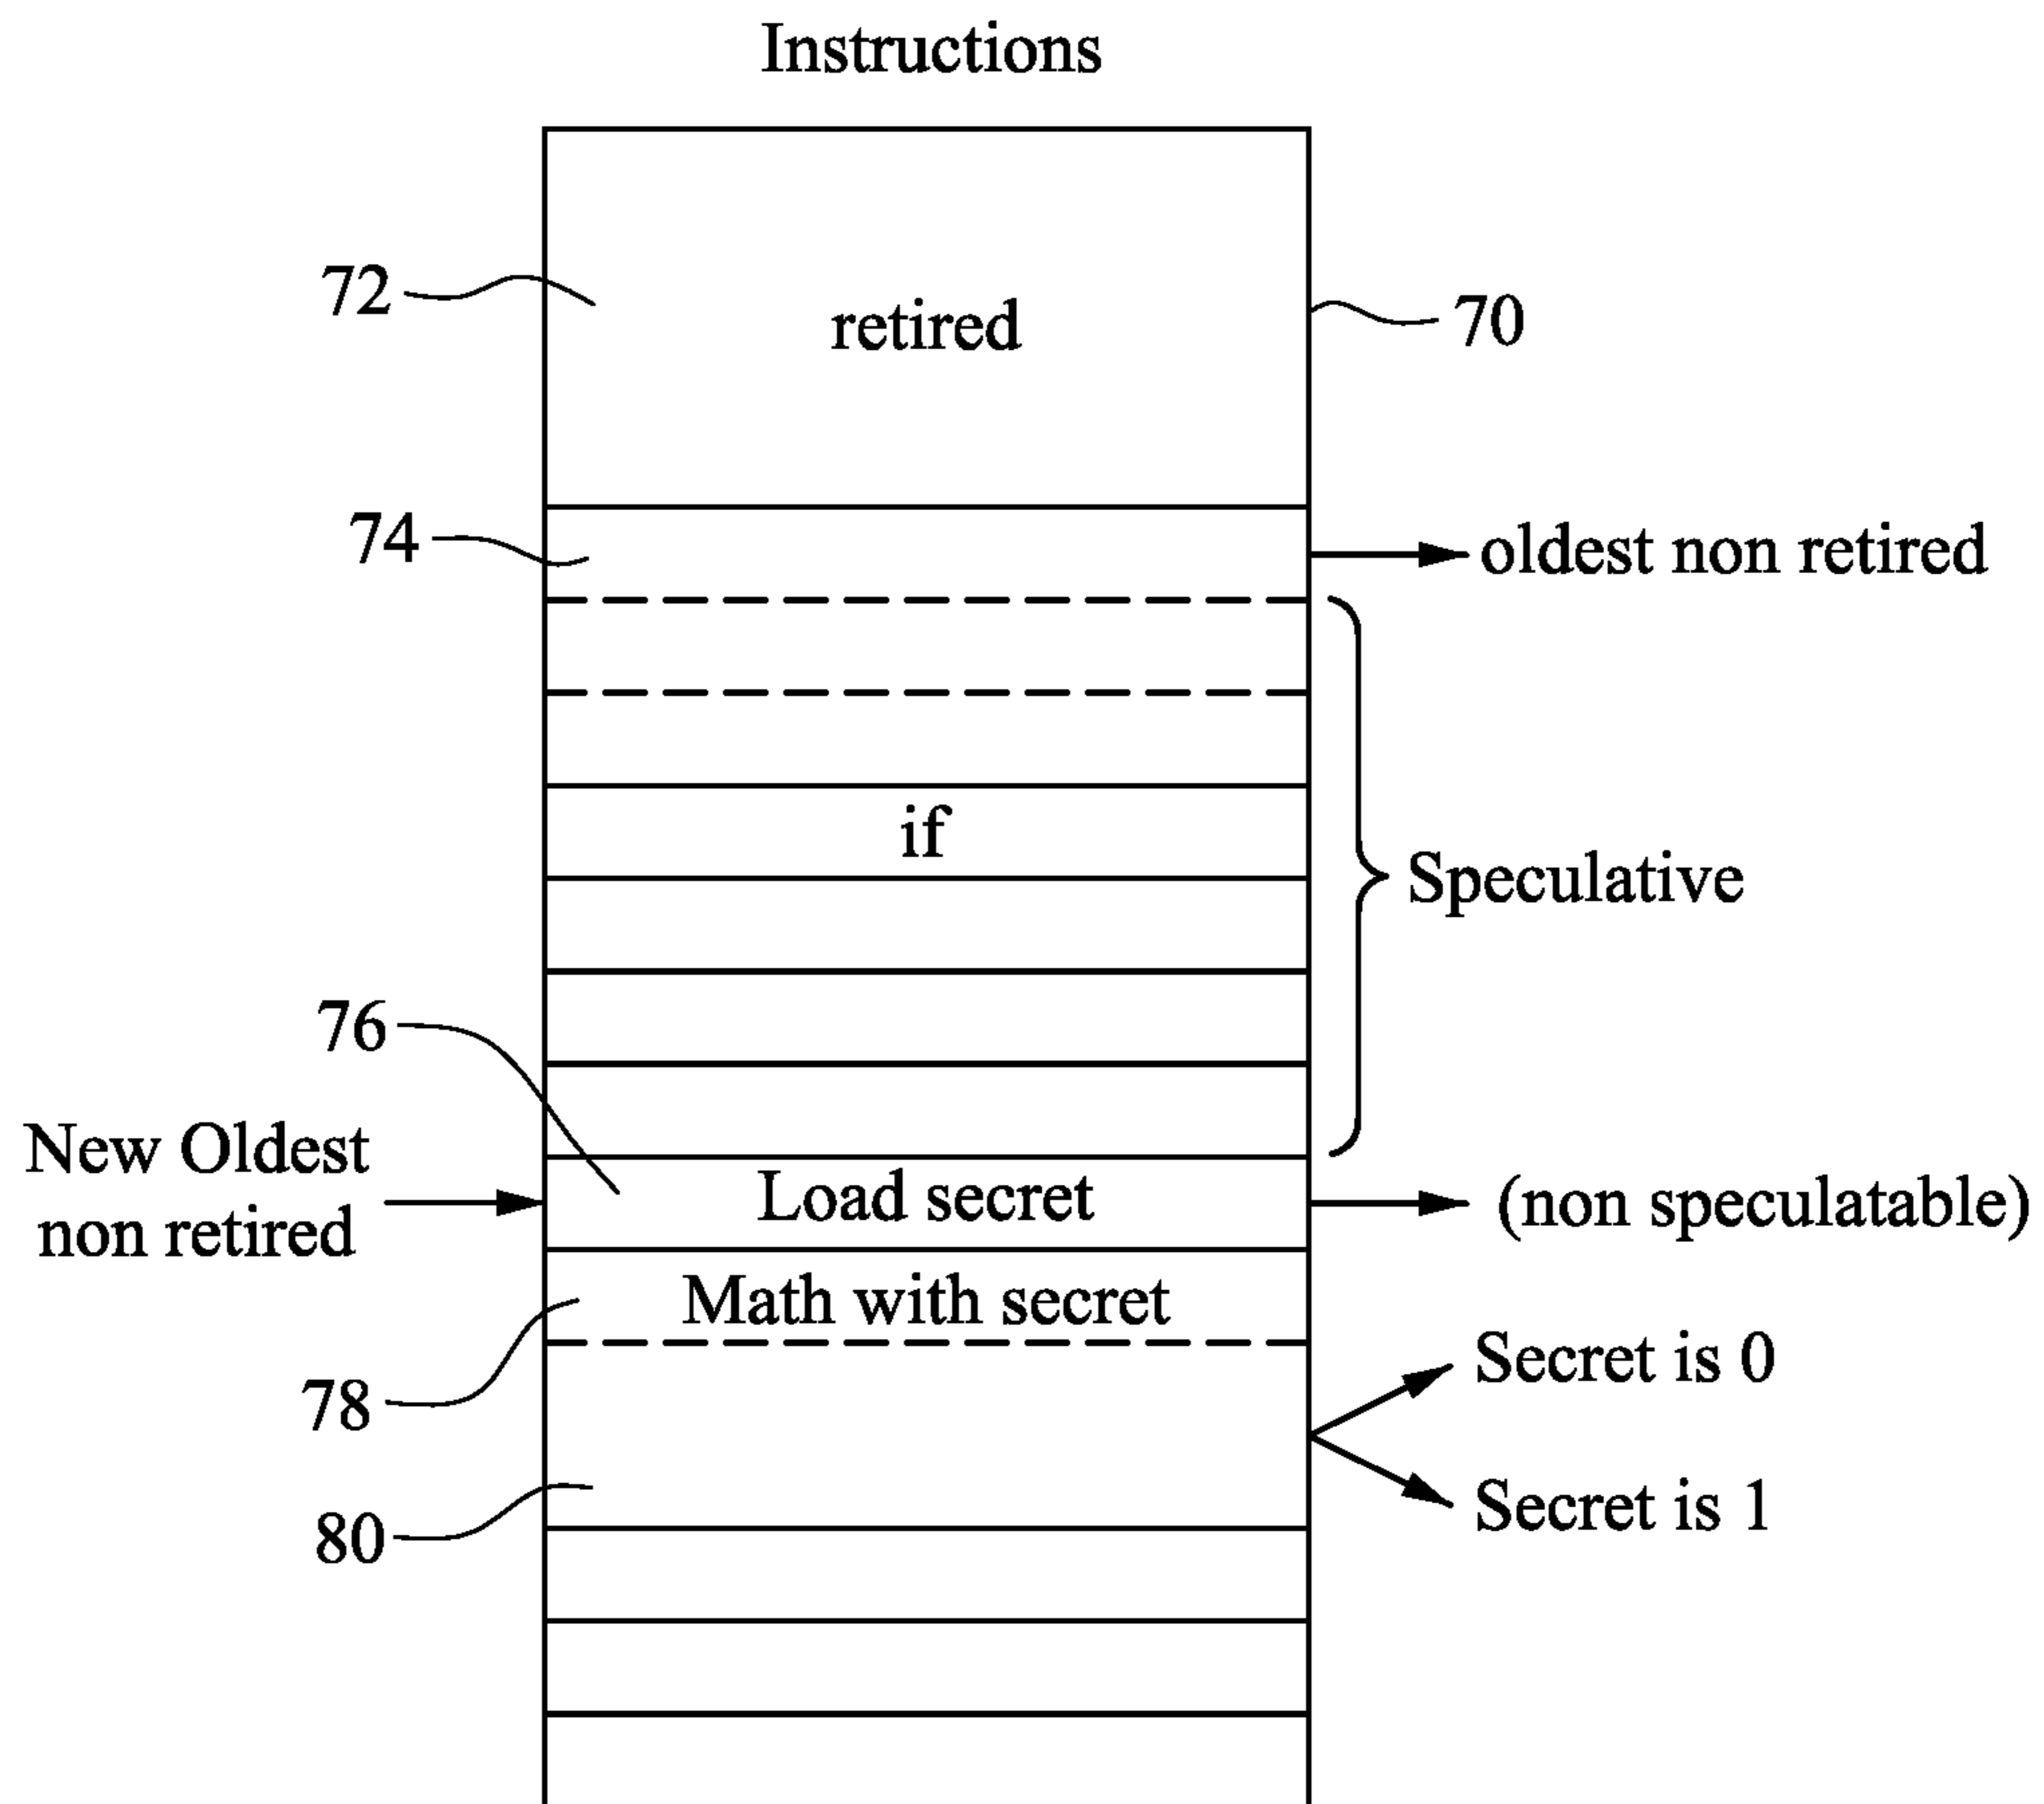 Instructions
72
retired
70
74
oldest non retired
if
Speculative
76
New Oldest
non retired
Load secret
(non speculatable)
Math with secret
78
Secret is 0
Secret is 1
80